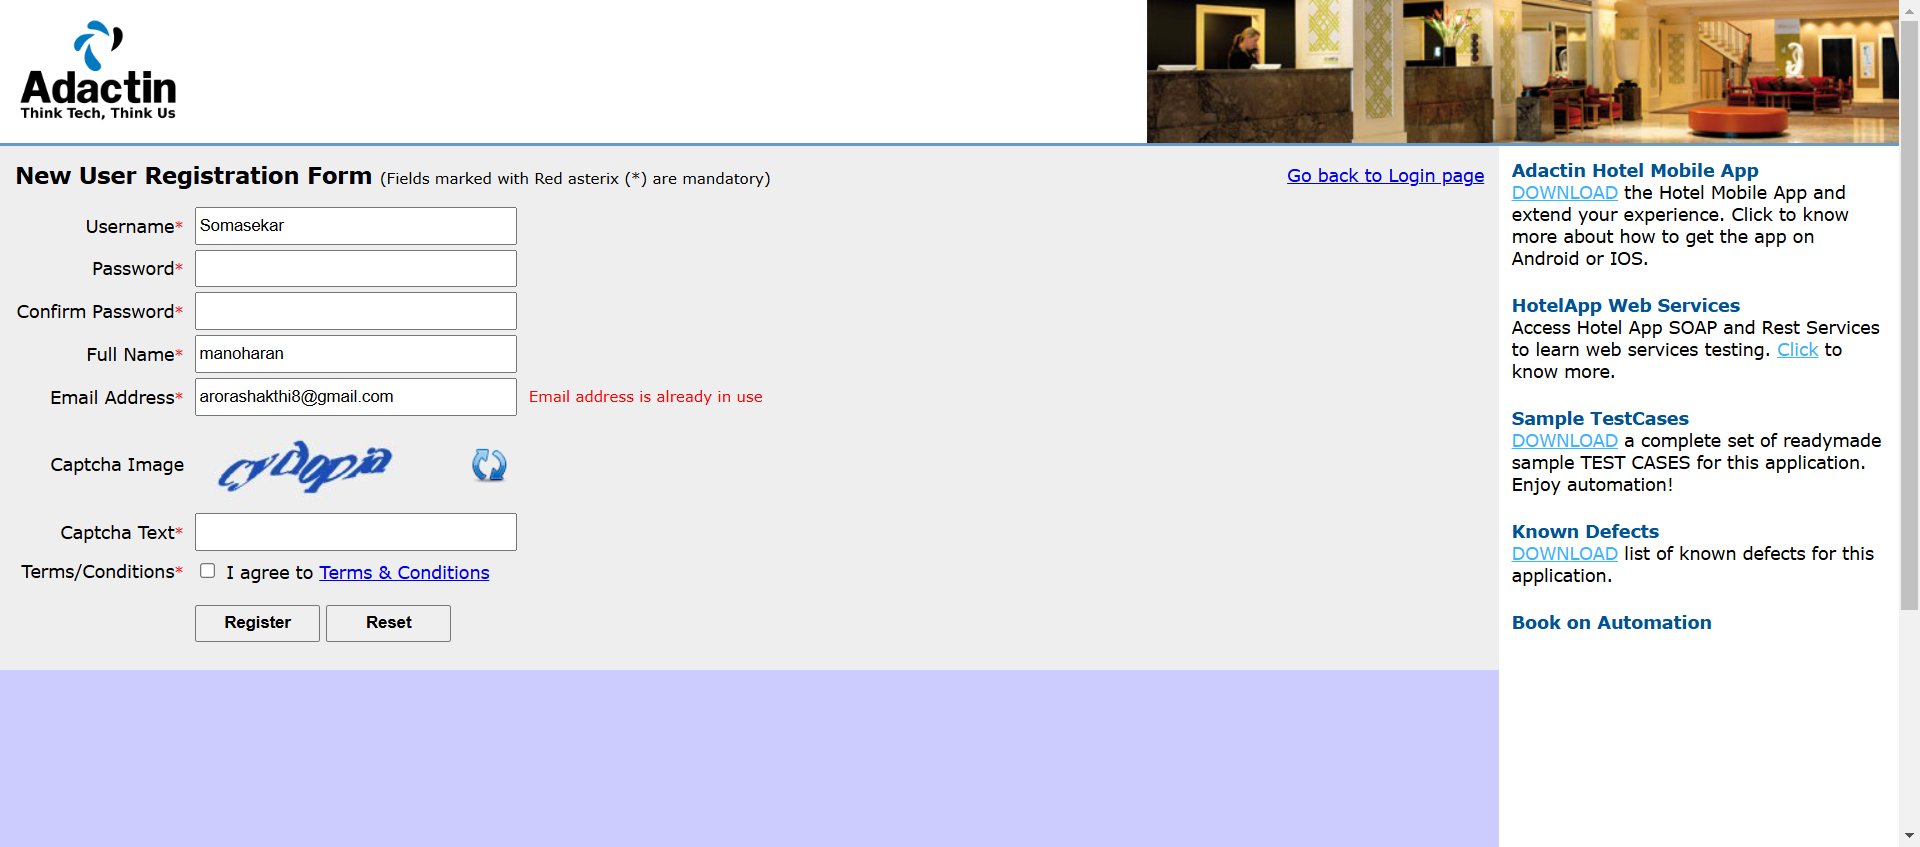 Adactin
Think Tech, Think Us
New User Registration Form (Fields marked with Red asterix (*) are mandatory)
Go back to Login page
Username*
Somasekar
Password*
Confirm Password*
Full Name*
manoharan
Email Address*
arorashakthi8@gmail.com
Email address is already in use
Captcha Image
Captcha Text*
Terms/Conditions*
I agree to Terms & Conditions
Register
Reset
Adactin Hotel Mobile App
DOWNLOAD the Hotel Mobile App and
extend your experience. Click to know
more about how to get the app on
Android or IOS.
HotelApp Web Services
Access Hotel App SOAP and Rest Services
to learn web services testing. Click to
know more.
Sample TestCases
DOWNLOAD a complete set of readymade
sample TEST CASES for this application.
Enjoy automation!
Known Defects
DOWNLOAD list of known defects for this
application.
Book on Automation